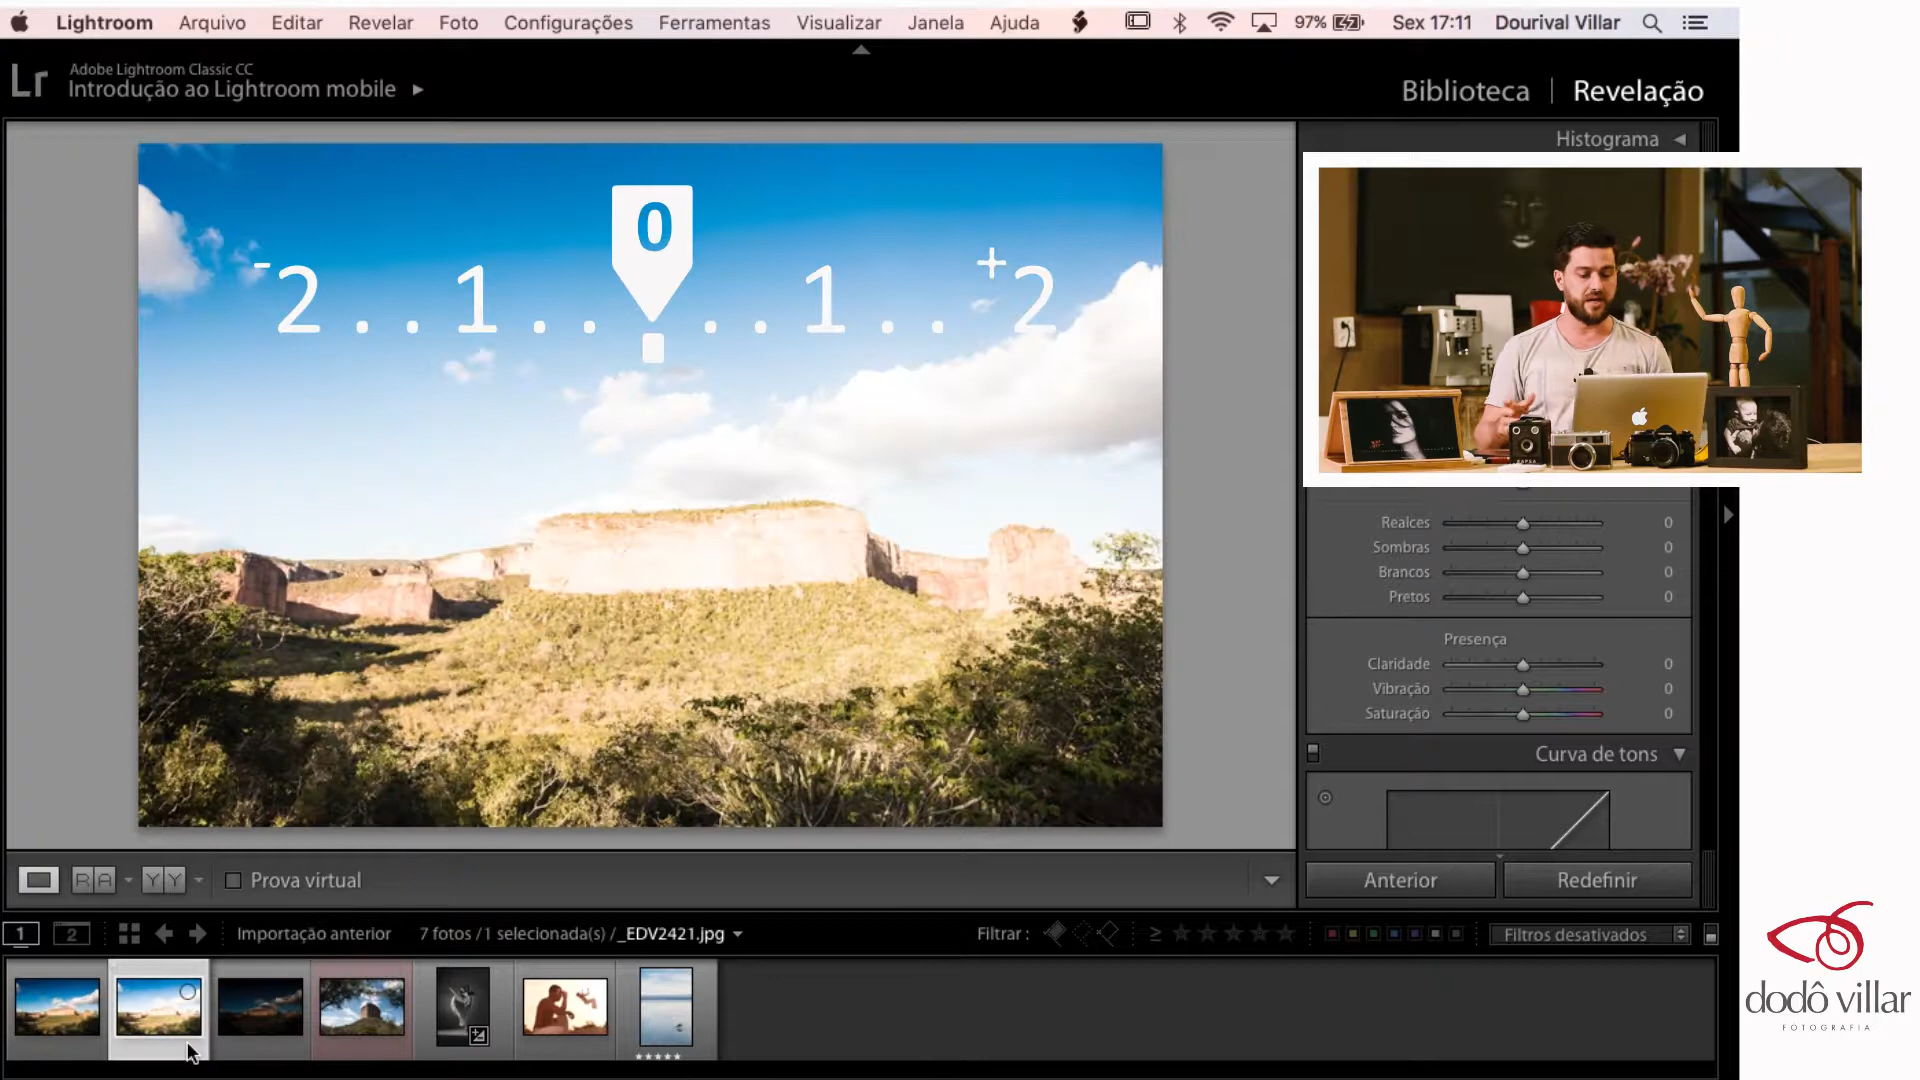 Lightroom Arquivo Editar Revelar Foto Configurações Ferramentas Visualizar Janela Ajuda 97% Sex 17:11 Dourival Villar
Lr
Adobe Lightroom Classic CC
Introdução ao Lightroom mobile
Biblioteca | Revelação
Histograma
0
-2 . . 1 . . . . 1 . . +2
Realces 0
Sombras 0
Brancos 0
Pretos 0
Presença
Claridade 0
Vibração 0
Saturação 0
Curva de tons
R A Y Y Prova virtual
Anterior Redefinir
1 2 Importação anterior 7 fotos /1 selecionada(s) /_EDV2421.jpg Filtrar : ≥ ★★★★★ Filtros desativados
★★★★★
dodô villar
FOTOGRAFIA